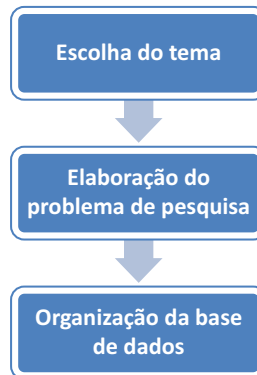 Escolha do tema
Elaboração do
problema de pesquisa
Organização da base
de dados